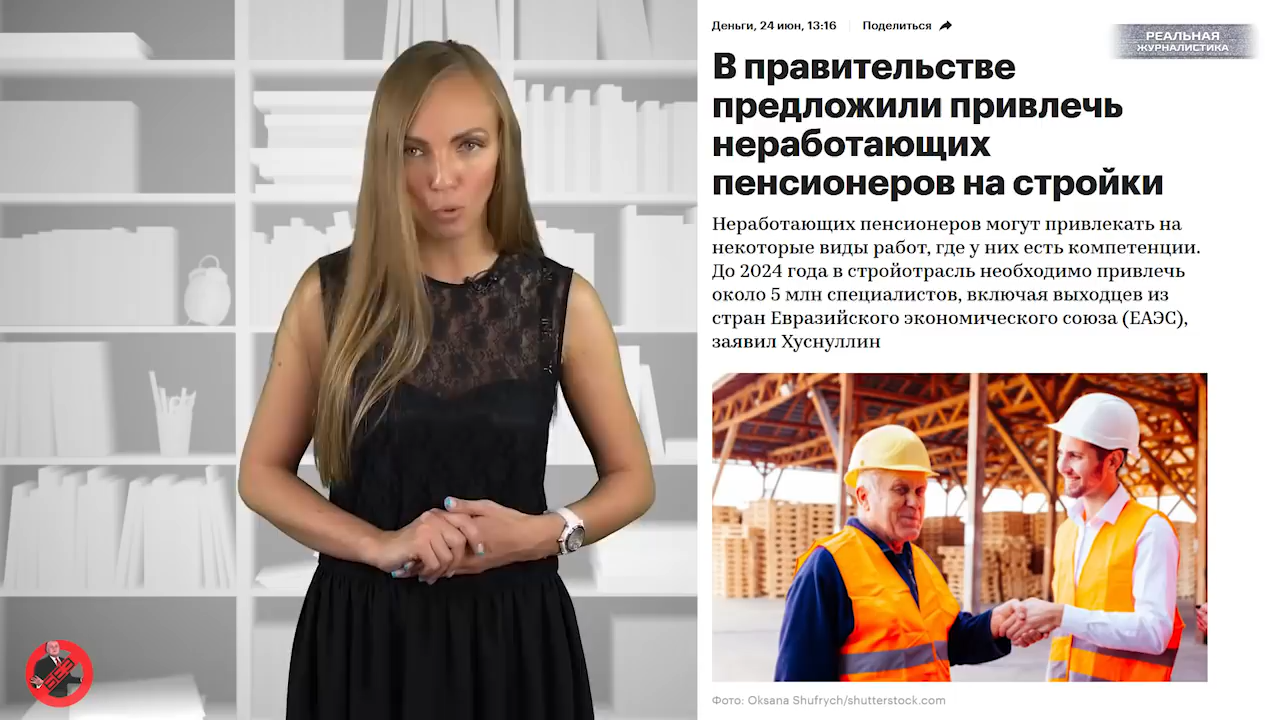 Деньги, 24 июн, 13:16
Поделиться
РЕАЛЬНАЯ
ЖУРНАЛИСТИКА
В правительстве
предложили привлечь
неработающих
пенсионеров на стройки
Неработающих пенсионеров могут привлекать на
некоторые виды работ, где у них есть компетенции.
До 2024 года в стройотрасль необходимо привлечь
около 5 млн специалистов, включая выходцев из
стран Евразийского экономического союза (ЕАЭС),
заявил Хуснуллин
Фото: Oksana Shufrych/shutterstock.com